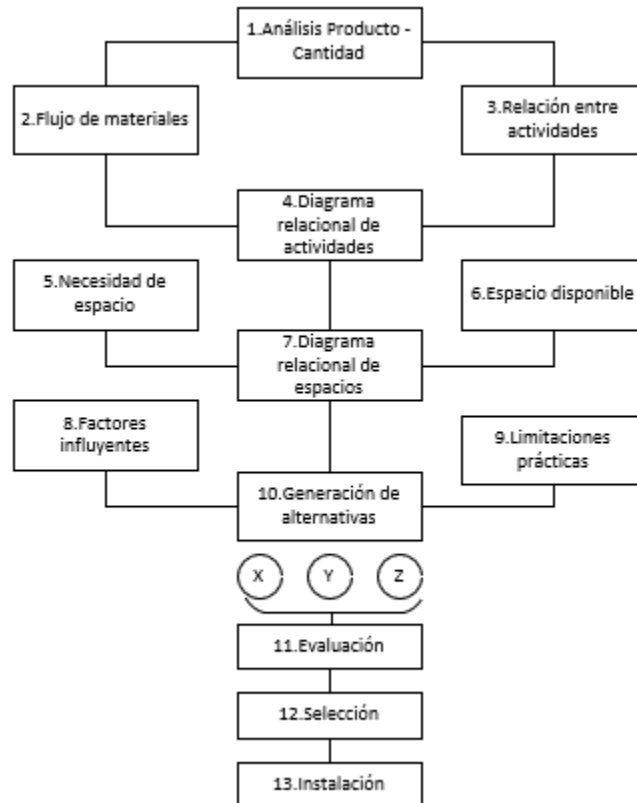 1.Análisis Producto -
Cantidad
2.Flujo de materiales
3.Relación entre
actividades
4.Diagrama
relacional de
actividades
5.Necesidad de
espacio
6.Espacio disponible
7.Diagrama
relacional de
espacios
8.Factores
influyentes
9.Limitaciones
prácticas
10.Generación de
alternativas
X Y Z
11.Evaluación
12.Selección
13.Instalación